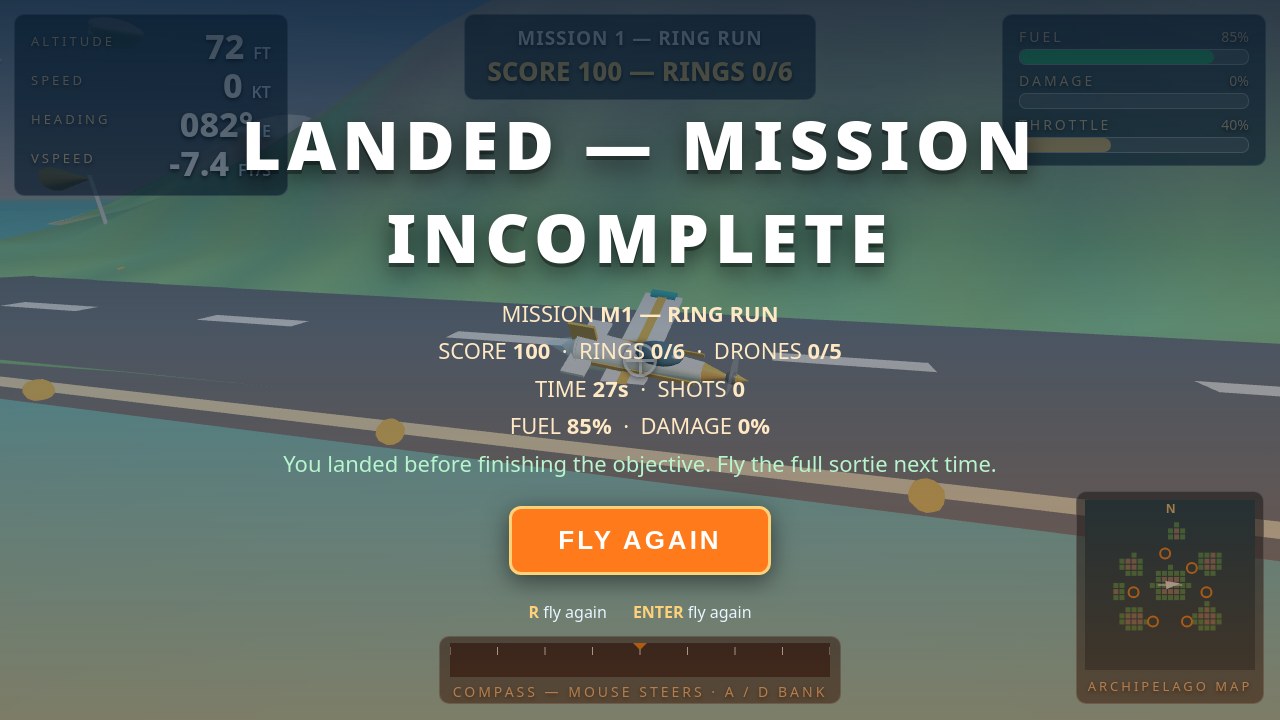 ALTITUDE 72 FT
SPEED 0 KT
HEADING 082° E
VSPEED -7.4 FT/S
MISSION 1 — RING RUN
SCORE 100 — RINGS 0/6
FUEL 85%
DAMAGE 0%
THROTTLE 40%
LANDED — MISSION
INCOMPLETE
MISSION M1 — RING RUN
SCORE 100 · RINGS 0/6 · DRONES 0/5
TIME 27s · SHOTS 0
FUEL 85% · DAMAGE 0%
You landed before finishing the objective. Fly the full sortie next time.
FLY AGAIN
R fly again ENTER fly again
COMPASS — MOUSE STEERS · A / D BANK
N
ARCHIPELAGO MAP